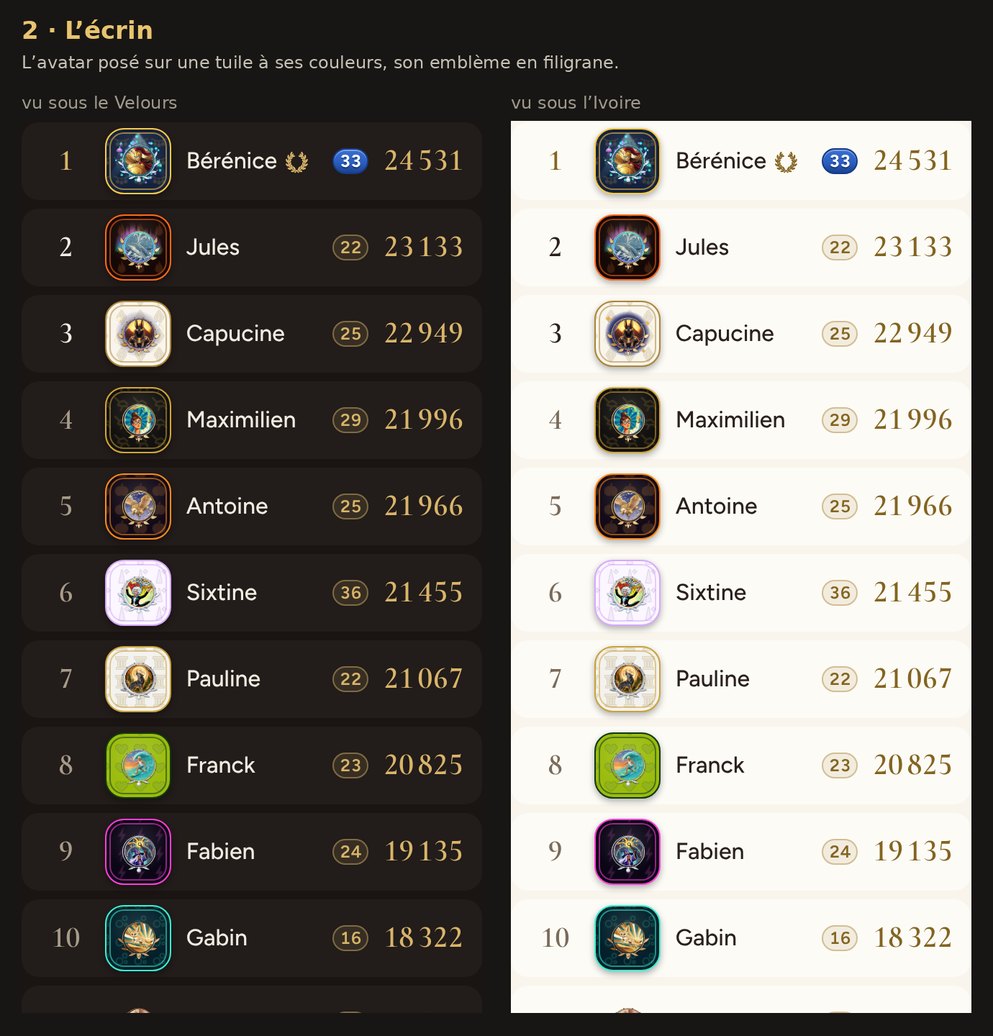 2 · L’écrin
L’avatar posé sur une tuile à ses couleurs, son emblème en filigrane.
vu sous le Velours
1 Bérénice 33 24 531
2 Jules 22 23 133
3 Capucine 25 22 949
4 Maximilien 29 21 996
5 Antoine 25 21 966
6 Sixtine 36 21 455
7 Pauline 22 21 067
8 Franck 23 20 825
9 Fabien 24 19 135
10 Gabin 16 18 322
vu sous l’Ivoire
1 Bérénice 33 24 531
2 Jules 22 23 133
3 Capucine 25 22 949
4 Maximilien 29 21 996
5 Antoine 25 21 966
6 Sixtine 36 21 455
7 Pauline 22 21 067
8 Franck 23 20 825
9 Fabien 24 19 135
10 Gabin 16 18 322